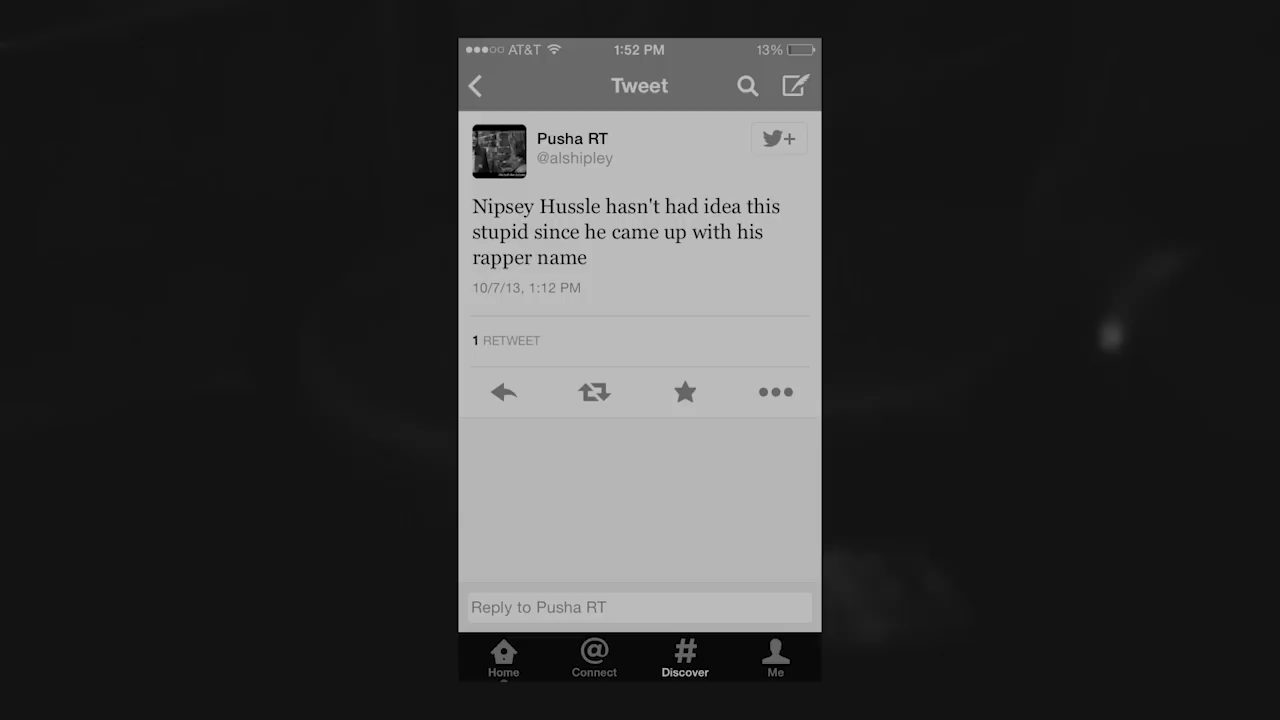 AT&T 1:52 PM 13%
Tweet
Pusha RT
@alshipley
Nipsey Hussle hasn't had idea this
stupid since he came up with his
rapper name
10/7/13, 1:12 PM
1 RETWEET
Reply to Pusha RT
Home Connect Discover Me